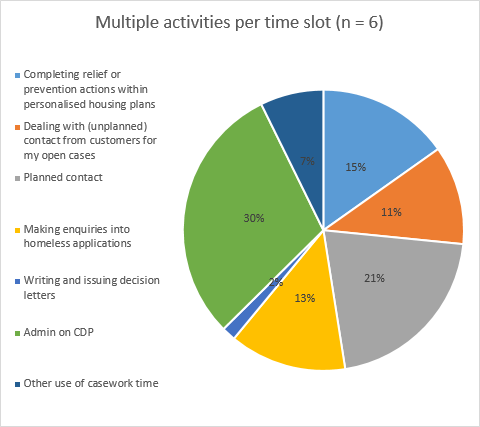 Multiple activities per time slot (n = 6)
Completing relief or
prevention actions within
personalised housing plans
Dealing with (unplanned)
contact from customers for
my open cases
Planned contact
Making enquiries into
homeless applications
Writing and issuing decision
letters
Admin on CDP
Other use of casework time
7%
15%
11%
30%
21%
2%
13%